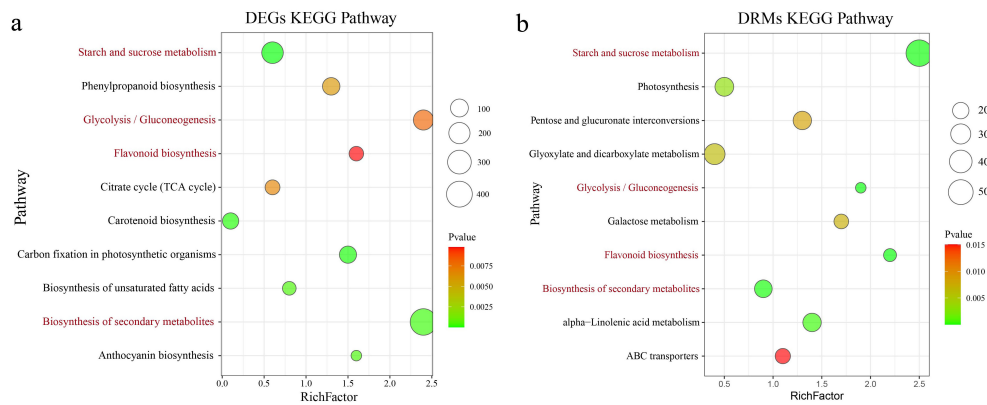 a
DEGs KEGG Pathway
Pathway
Starch and sucrose metabolism
Phenylpropanoid biosynthesis
Glycolysis / Gluconeogenesis
Flavonoid biosynthesis
Citrate cycle (TCA cycle)
Carotenoid biosynthesis
Carbon fixation in photosynthetic organisms
Biosynthesis of unsaturated fatty acids
Biosynthesis of secondary metabolites
Anthocyanin biosynthesis
0.0 0.5 1.0 1.5 2.0 2.5
RichFactor
100
200
300
400
Pvalue
0.0075
0.0050
0.0025
b
DRMs KEGG Pathway
Pathway
Starch and sucrose metabolism
Photosynthesis
Pentose and glucuronate interconversions
Glyoxylate and dicarboxylate metabolism
Glycolysis / Gluconeogenesis
Galactose metabolism
Flavonoid biosynthesis
Biosynthesis of secondary metabolites
alpha−Linolenic acid metabolism
ABC transporters
0.5 1.0 1.5 2.0 2.5
RichFactor
20
30
40
50
Pvalue
0.015
0.010
0.005